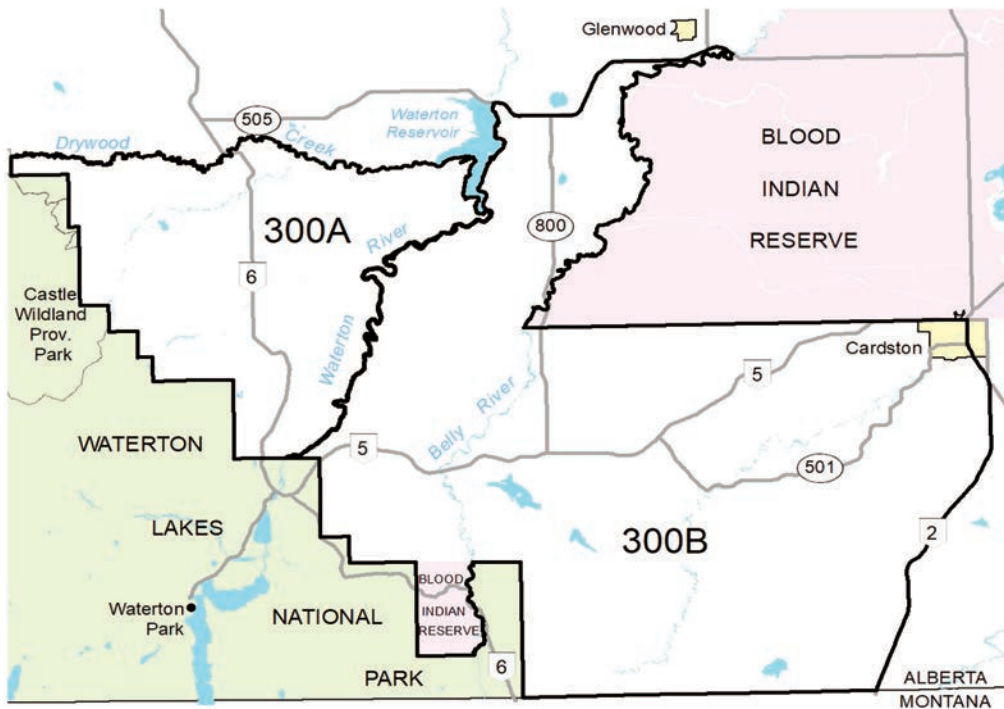 Glenwood
505
Waterton
Reservoir
Drywood
Creek
BLOOD
INDIAN
RESERVE
300A
River
800
6
Castle
Wildland
Prov.
Park
Waterton
Cardston
5
River
Belly
5
WATERTON
501
LAKES
300B
2
BLOOD
INDIAN
RESERVE
Waterton
Park
NATIONAL
6
PARK
ALBERTA
MONTANA